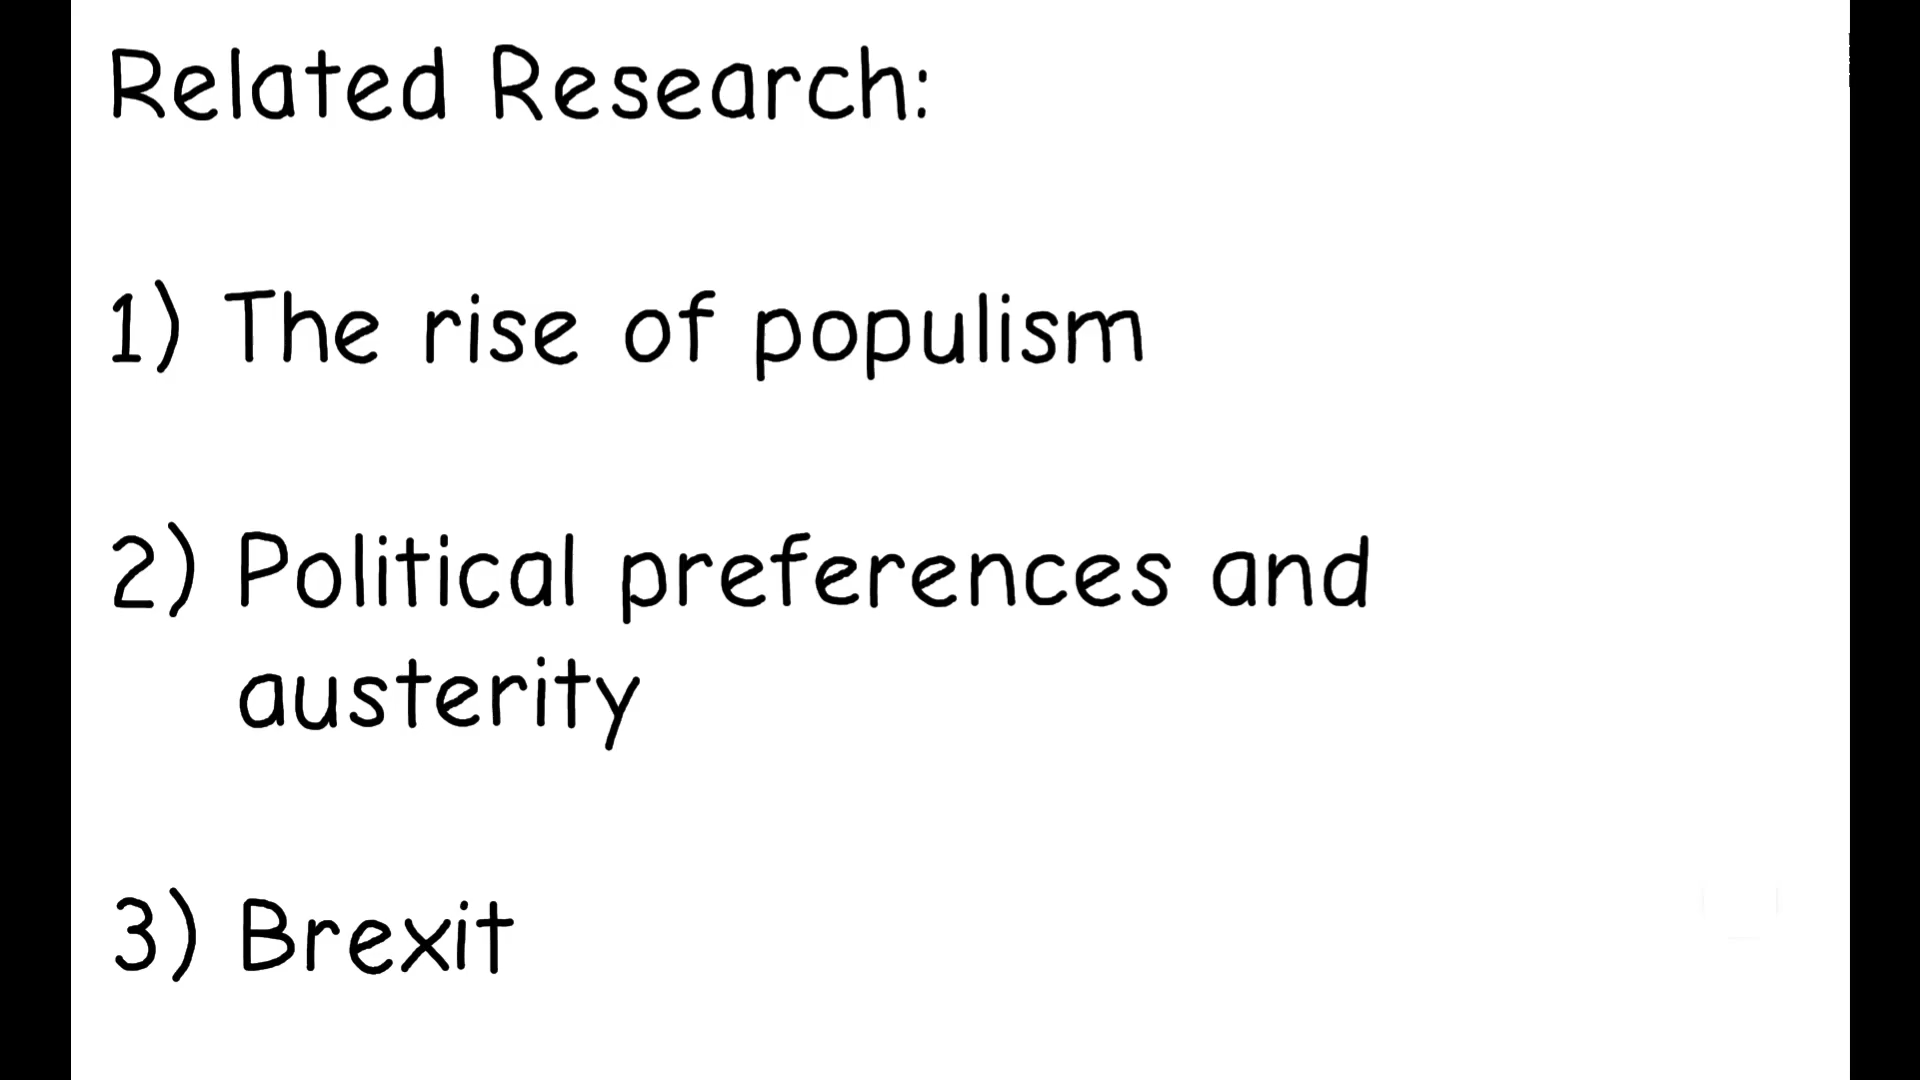 Related Research:
1) The rise of populism
2) Political preferences and
austerity
3) Brexit